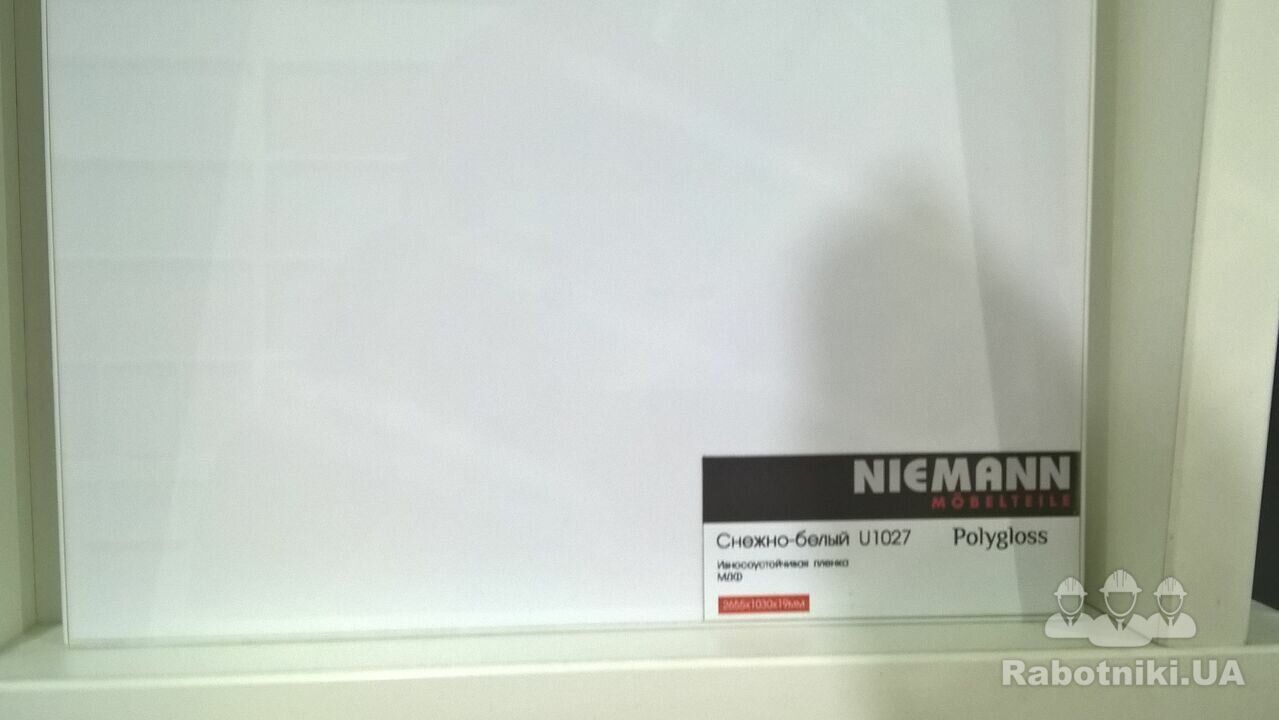 NIEMANN
MÖBELTEILE
Снежно-белый U1027 Polygloss
Износоустойчивая пленка
МДФ
2655x1030x19мм
Rabotniki.UA